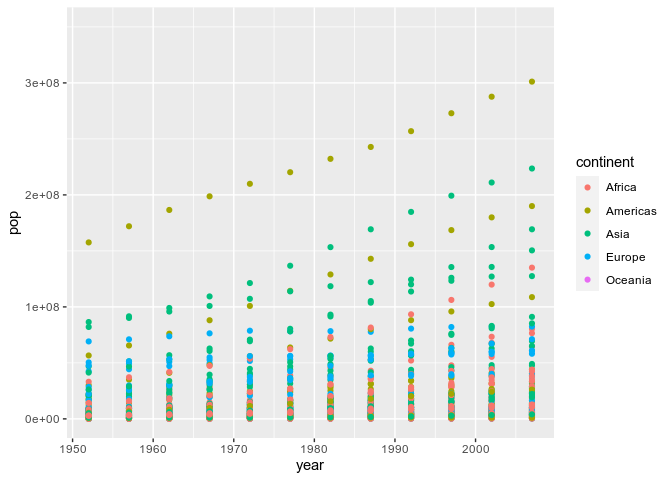 3e+08
2e+08
1e+08
0e+00
pop
1950 1960 1970 1980 1990 2000
year
continent
Africa
Americas
Asia
Europe
Oceania